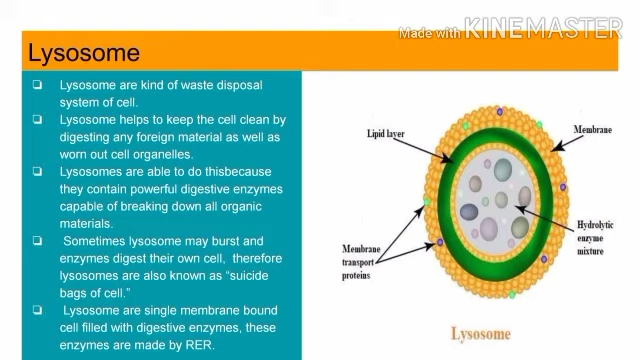 Made with KINEMASTER
Lysosome
❏ Lysosome are kind of waste disposal
system of cell.
❏ Lysosome helps to keep the cell clean by
digesting any foreign material as well as
worn out cell organelles.
❏ Lysosomes are able to do thisbecause
they contain powerful digestive enzymes
capable of breaking down all organic
materials.
❏ Sometimes lysosome may burst and
enzymes digest their own cell, therefore
lysosomes are also known as “suicide
bags of cell.”
❏ Lysosome are single membrane bound
cell filled with digestive enzymes, these
enzymes are made by RER.
Lipid layer
Membrane
Hydrolytic
enzyme
mixture
Membrane
transport
proteins
Lysosome